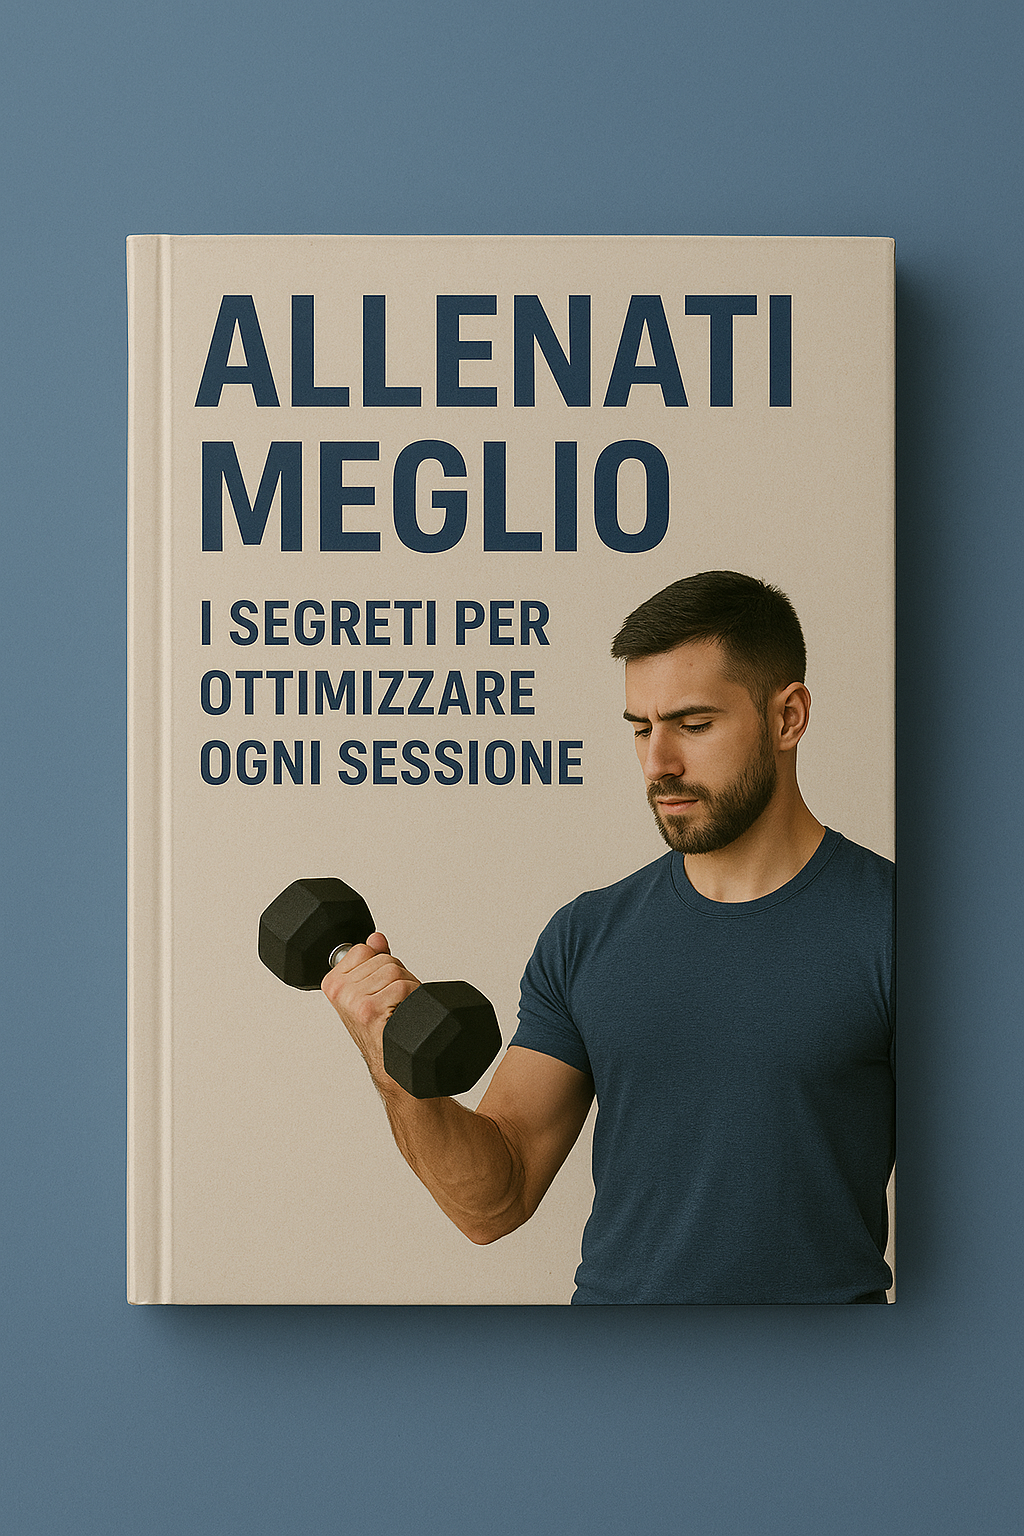 ALLENATI
MEGLIO
I SEGRETI PER
OTTIMIZZARE
OGNI SESSIONE